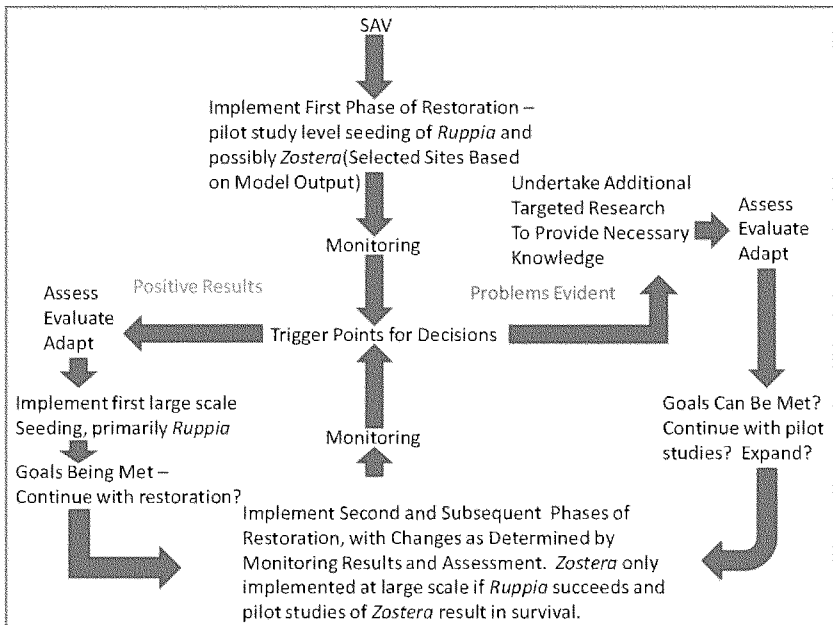 SAV
Implement First Phase of Restoration –
pilot study level seeding of Ruppia and
possibly Zostera(Selected Sites Based
on Model Output)
Monitoring
Undertake Additional
Targeted Research
To Provide Necessary
Knowledge
Assess
Evaluate
Adapt
Positive Results
Problems Evident
Assess
Evaluate
Adapt
Trigger Points for Decisions
Implement first large scale
Seeding, primarily Ruppia
Goals Being Met –
Continue with restoration?
Monitoring
Goals Can Be Met?
Continue with pilot
studies?  Expand?
Implement Second and Subsequent  Phases of
Restoration, with Changes as Determined by
Monitoring Results and Assessment.  Zostera only
implemented at large scale if Ruppia succeeds and
pilot studies of Zostera result in survival.